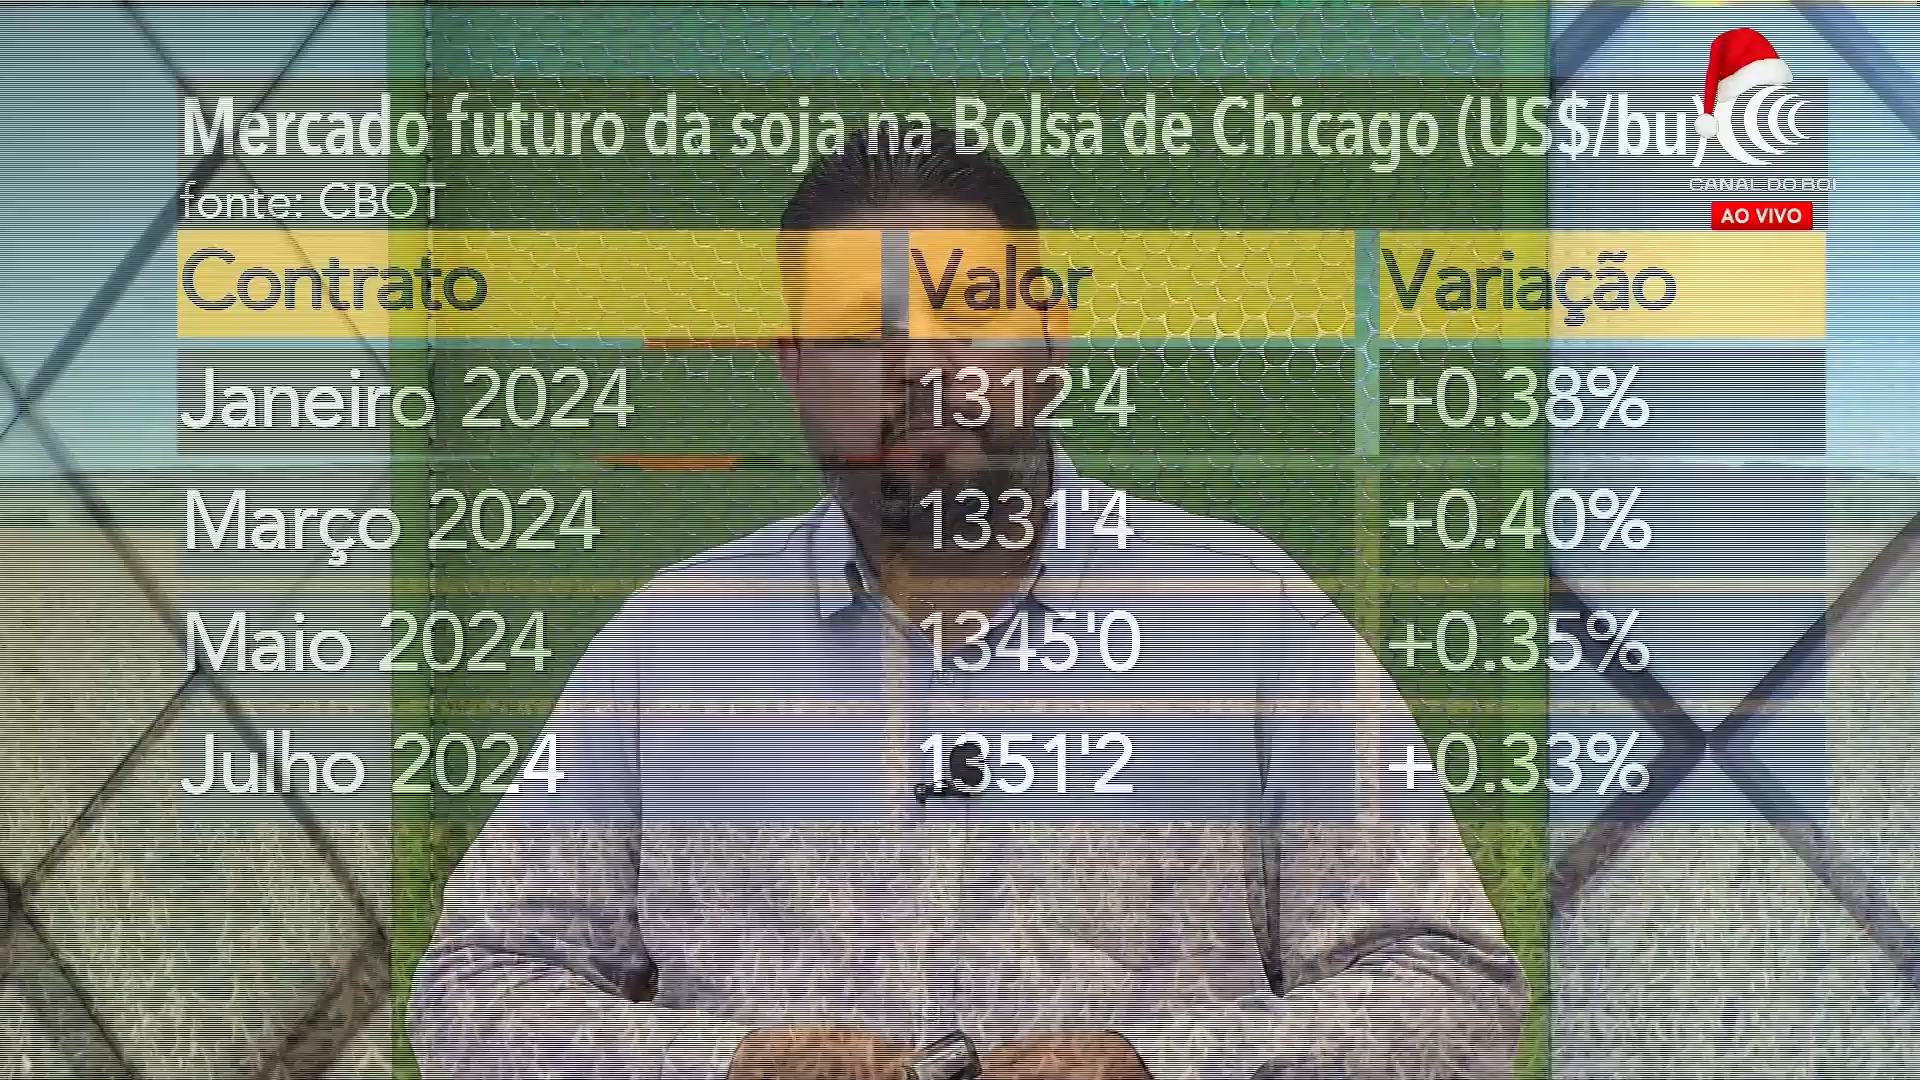 Mercado futuro da soja na Bolsa de Chicago (US$/bu)
fonte: CBOT
CANAL DO BOI
AO VIVO
Contrato Valor Variação
Janeiro 2024 1312'4 +0.38%
Março 2024 1331'4 +0.40%
Maio 2024 1345'0 +0.35%
Julho 2024 1351'2 +0.33%